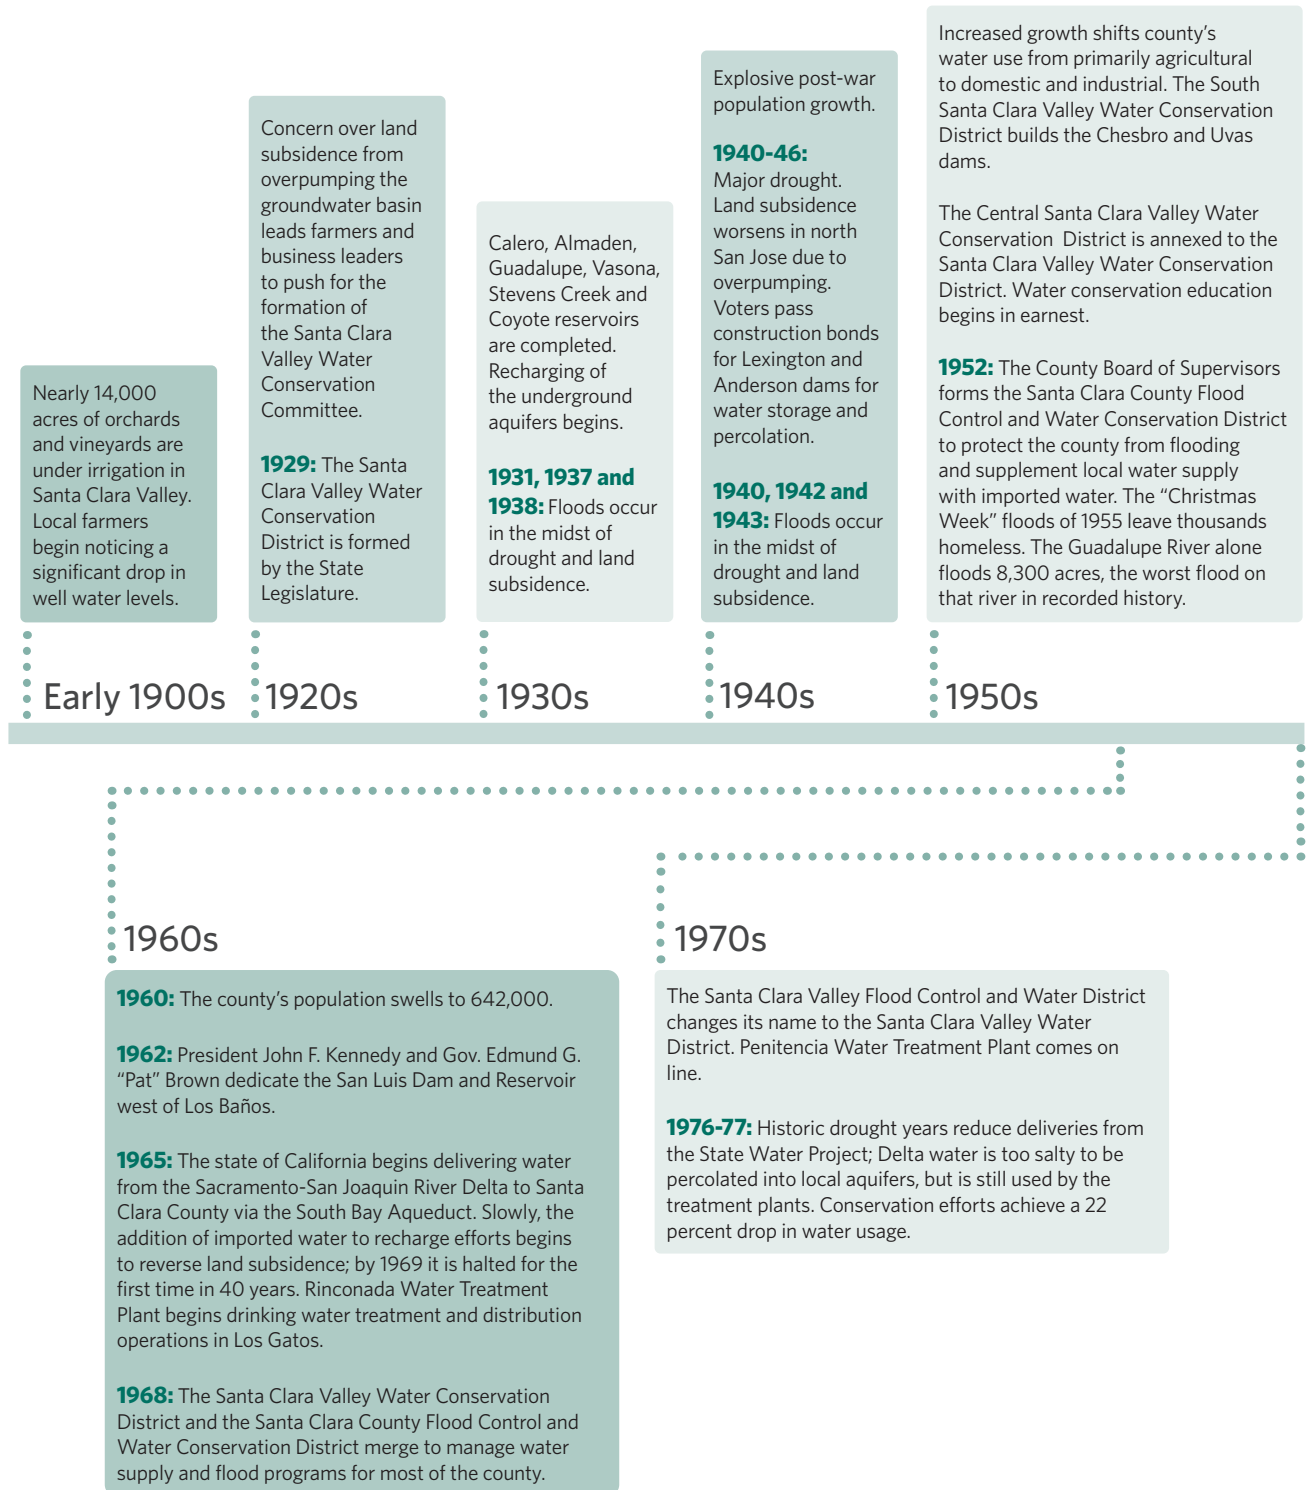 Nearly 14,000
acres of orchards
and vineyards are
under irrigation in
Santa Clara Valley.
Local farmers
begin noticing a
significant drop in
well water levels.
Early 1900s
Concern over land
subsidence from
overpumping the
groundwater basin
leads farmers and
business leaders
to push for the
formation of
the Santa Clara
Valley Water
Conservation
Committee.
1929: The Santa
Clara Valley Water
Conservation
District is formed
by the State
Legislature.
1920s
Calero, Almaden,
Guadalupe, Vasona,
Stevens Creek and
Coyote reservoirs
are completed.
Recharging of
the underground
aquifers begins.
1931, 1937 and
1938: Floods occur
in the midst of
drought and land
subsidence.
1930s
Explosive post-war
population growth.
1940-46:
Major drought.
Land subsidence
worsens in north
San Jose due to
overpumping.
Voters pass
construction bonds
for Lexington and
Anderson dams for
water storage and
percolation.
1940, 1942 and
1943: Floods occur
in the midst of
drought and land
subsidence.
1940s
Increased growth shifts county's
water use from primarily agricultural
to domestic and industrial. The South
Santa Clara Valley Water Conservation
District builds the Chesbro and Uvas
dams.
The Central Santa Clara Valley Water
Conservation District is annexed to the
Santa Clara Valley Water Conservation
District. Water conservation education
begins in earnest.
1952: The County Board of Supervisors
forms the Santa Clara County Flood
Control and Water Conservation District
to protect the county from flooding
and supplement local water supply
with imported water. The “Christmas
Week” floods of 1955 leave thousands
homeless. The Guadalupe River alone
floods 8,300 acres, the worst flood on
that river in recorded history.
1950s
1960s
1960: The county's population swells to 642,000.
1962: President John F. Kennedy and Gov. Edmund G.
“Pat” Brown dedicate the San Luis Dam and Reservoir
west of Los Baños.
1965: The state of California begins delivering water
from the Sacramento-San Joaquin River Delta to Santa
Clara County via the South Bay Aqueduct. Slowly, the
addition of imported water to recharge efforts begins
to reverse land subsidence; by 1969 it is halted for the
first time in 40 years. Rinconada Water Treatment
Plant begins drinking water treatment and distribution
operations in Los Gatos.
1968: The Santa Clara Valley Water Conservation
District and the Santa Clara County Flood Control and
Water Conservation District merge to manage water
supply and flood programs for most of the county.
1970s
The Santa Clara Valley Flood Control and Water District
changes its name to the Santa Clara Valley Water
District. Penitencia Water Treatment Plant comes on
line.
1976-77: Historic drought years reduce deliveries from
the State Water Project; Delta water is too salty to be
percolated into local aquifers, but is still used by the
treatment plants. Conservation efforts achieve a 22
percent drop in water usage.